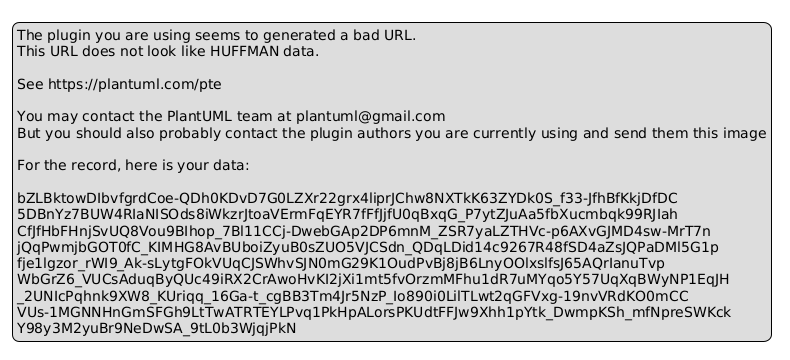 The plugin you are using seems to generated a bad URL.
This URL does not look like HUFFMAN data.
See https://plantuml.com/pte
You may contact the PlantUML team at plantuml@gmail.com
But you should also probably contact the plugin authors you are currently using and send them this image
For the record, here is your data:
bZLBktowDIbvfgrdCoe-QDh0KDvD7G0LZXr22grx4liprJChw8NXTkK63ZYDk0S_f33-JfhBfKkjDfDC
5DBnYz7BUW4RIaNISOds8iWkzrJtoaVErmFqEYR7fFfJjfU0qBxqG_P7ytZJuAa5fbXucmbqk99RJIah
CfJfHbFHnjSvUQ8Vou9BIhop_7Bl11CCj-DwebGAp2DP6mnM_ZSR7yaLZTHVc-p6AXvGJMD4sw-MrT7n
jQqPwmjbGOT0fC_KIMHG8AvBUboiZyuB0sZUO5VJCSdn_QDqLDid14c9267R48fSD4aZsJQPaDMl5G1p
fje1lgzor_rWI9_Ak-sLytgFOkVUqCJSWhvSJN0mG29K1OudPvBj8jB6LnyOOlxslfsJ65AQrlanuTvp
WbGrZ6_VUCsAduqByQUc49iRX2CrAwoHvKl2jXi1mt5fvOrzmMFhu1dR7uMYqo5Y57UqXqBWyNP1EqJH
_2UNIcPqhnk9XW8_KUriqq_16Ga-t_cgBB3Tm4Jr5NzP_Io890i0LilTLwt2qGFVxg-19nvVRdKO0mCC
VUs-1MGNNHnGmSFGh9LtTwATRTEYLPvq1PkHpALorsPKUdtFFJw9Xhh1pYtk_DwmpKSh_mfNpreSWKck
Y98y3M2yuBr9NeDwSA_9tL0b3WjqjPkN